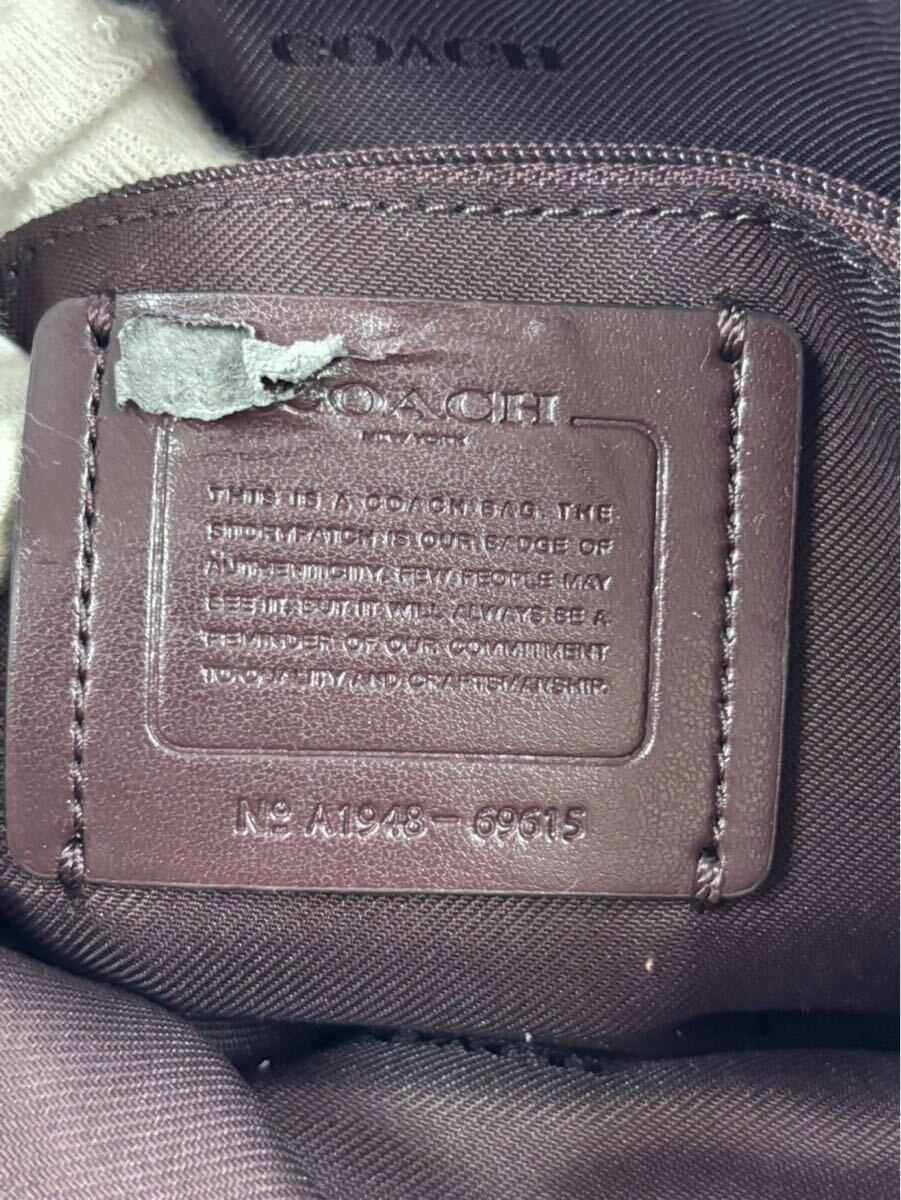 COACH
COACH
NEW YORK
THIS IS A COACH BAG. THE
STORYPATCH IS OUR BADGE OF
AUTHENTICITY. FEW PEOPLE MAY
SEE IT, BUT IT WILL ALWAYS BE A
REMINDER OF OUR COMMITMENT
TO QUALITY AND CRAFTSMANSHIP.
Nº A1948-69615